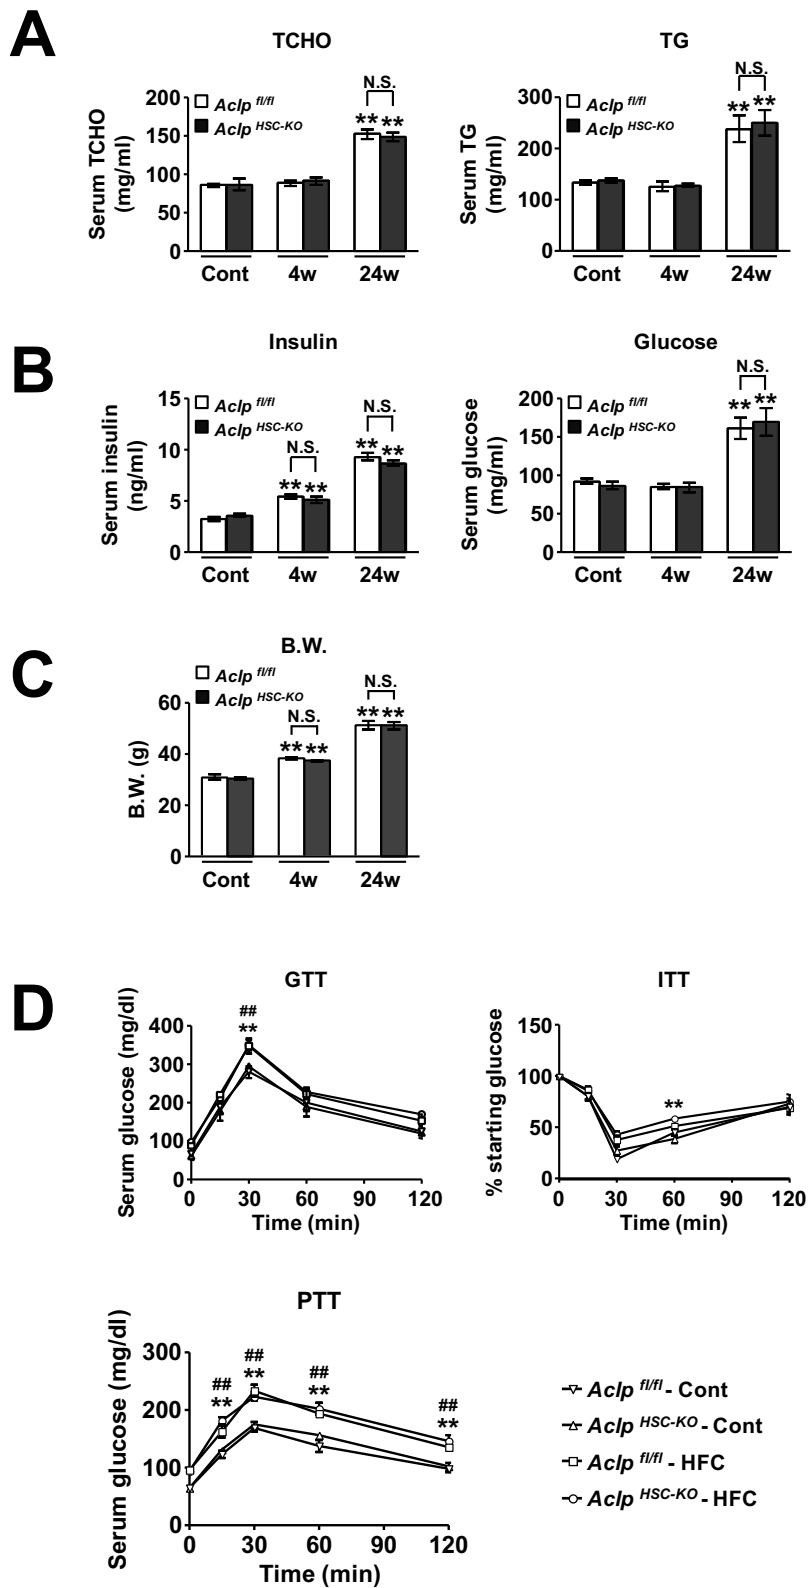 A
TCHO
TG
N.S.
N.S.
Aclp fl/fl
Aclp HSC-KO
** **
Aclp fl/fl
Aclp HSC-KO
** **
Serum TCHO
(mg/ml)
200
150
100
50
0
Cont 4w 24w
Serum TG
(mg/ml)
300
200
100
0
Cont 4w 24w
B
Insulin
Glucose
N.S.
N.S.
N.S.
Aclp fl/fl
Aclp HSC-KO
** **
** **
Aclp fl/fl
Aclp HSC-KO
** **
Serum insulin
(ng/ml)
15
10
5
0
Cont 4w 24w
Serum glucose
(mg/ml)
200
150
100
50
0
Cont 4w 24w
C
B.W.
Aclp fl/fl
Aclp HSC-KO
N.S.
N.S.
** **
** **
B.W. (g)
60
40
20
0
Cont 4w 24w
D
GTT
##
**
Serum glucose (mg/dl)
400
300
200
100
0
0 30 60 90 120
Time (min)
ITT
**
% starting glucose
150
100
50
0
0 30 60 90 120
Time (min)
PTT
##
**
##
**
##
**
##
**
Serum glucose (mg/dl)
300
200
100
0
0 30 60 90 120
Time (min)
Aclp fl/fl - Cont
Aclp HSC-KO - Cont
Aclp fl/fl - HFC
Aclp HSC-KO - HFC